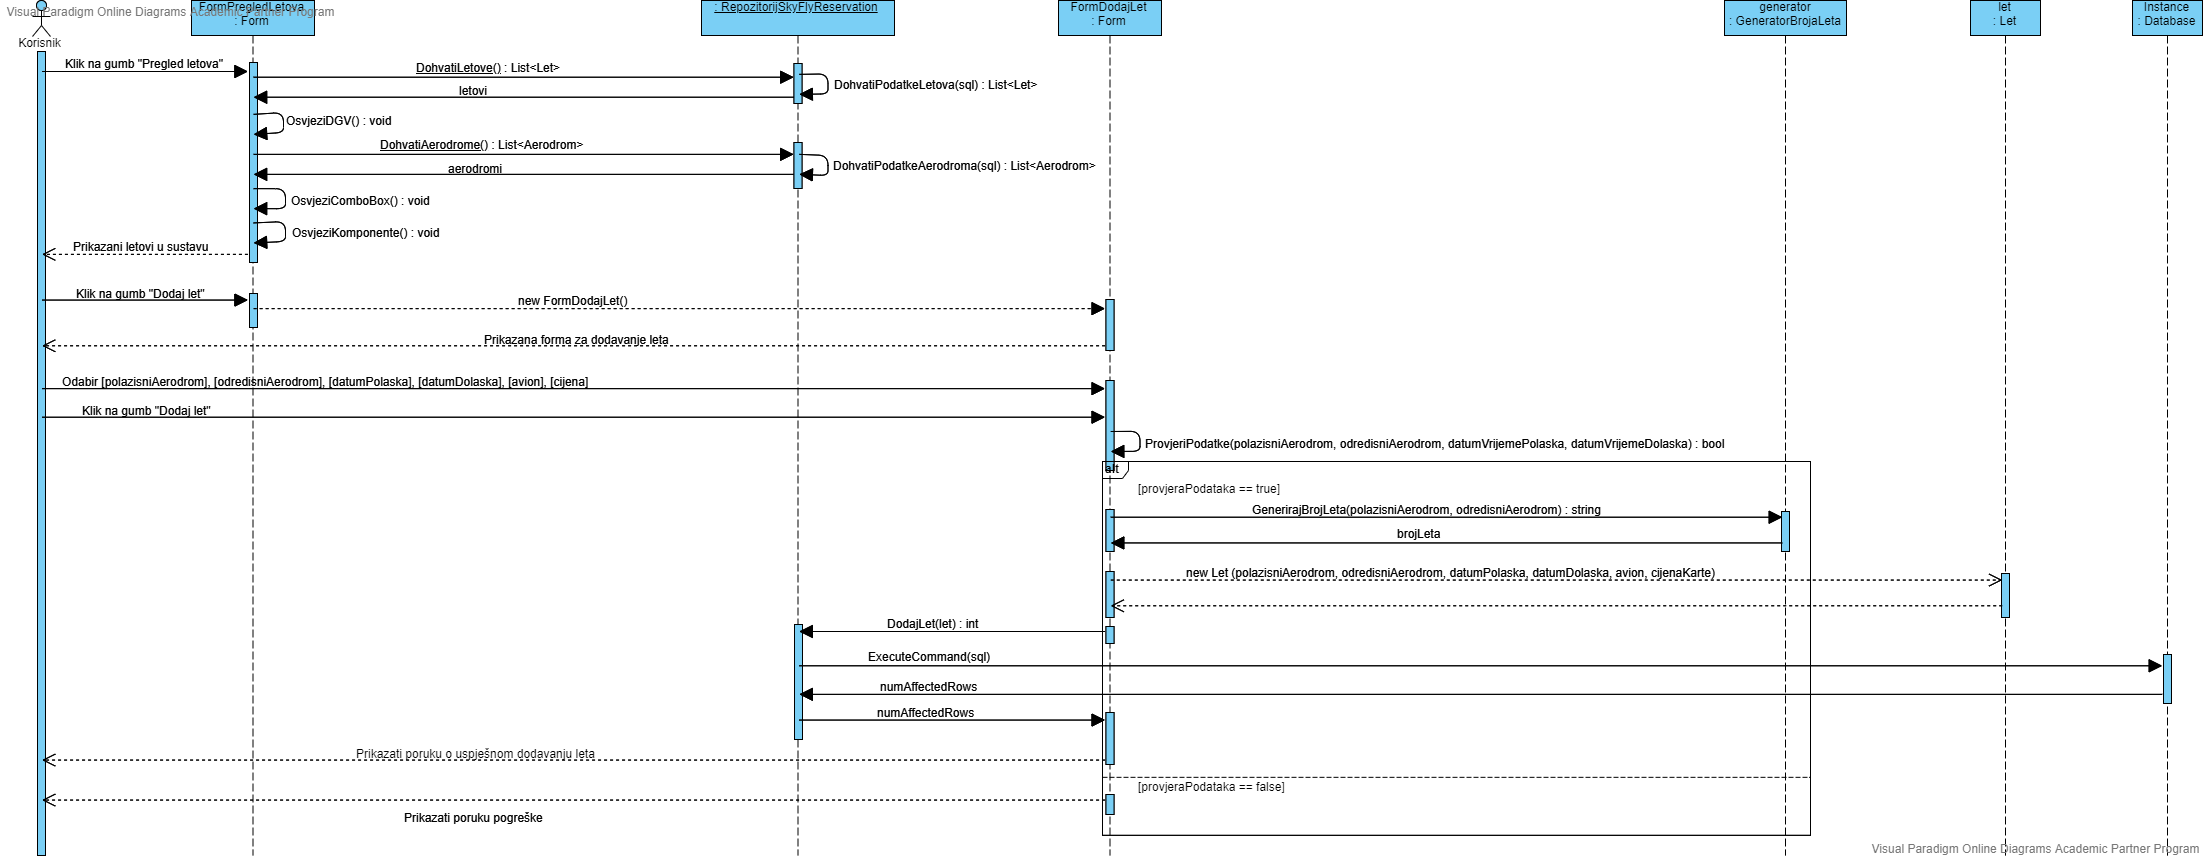 Visual Paradigm Online Diagrams Academic Partner Program
Korisnik
FormPregledLetova
: Form
: RepozitorijSkyFlyReservation
FormDodajLet
: Form
generator
: GeneratorBrojaLeta
let
: Let
Instance
: Database
Klik na gumb "Pregled letova"
DohvatiLetove() : List<Let>
DohvatiPodatkeLetova(sql) : List<Let>
letovi
OsvjeziDGV() : void
DohvatiAerodrome() : List<Aerodrom>
DohvatiPodatkeAerodroma(sql) : List<Aerodrom>
aerodromi
OsvjeziComboBox() : void
OsvjeziKomponente() : void
Prikazani letovi u sustavu
Klik na gumb "Dodaj let"
new FormDodajLet()
Prikazana forma za dodavanje leta
Odabir [polazisniAerodrom], [odredisniAerodrom], [datumPolaska], [datumDolaska], [avion], [cijena]
Klik na gumb "Dodaj let"
ProvjeriPodatke(polazisniAerodrom, odredisniAerodrom, datumVrijemePolaska, datumVrijemeDolaska) : bool
alt
[provjeraPodataka == true]
GenerirajBrojLeta(polazisniAerodrom, odredisniAerodrom) : string
brojLeta
new Let (polazisniAerodrom, odredisniAerodrom, datumPolaska, datumDolaska, avion, cijenaKarte)
DodajLet(let) : int
ExecuteCommand(sql)
numAffectedRows
numAffectedRows
Prikazati poruku o uspješnom dodavanju leta
[provjeraPodataka == false]
Prikazati poruku pogreške
Visual Paradigm Online Diagrams Academic Partner Program